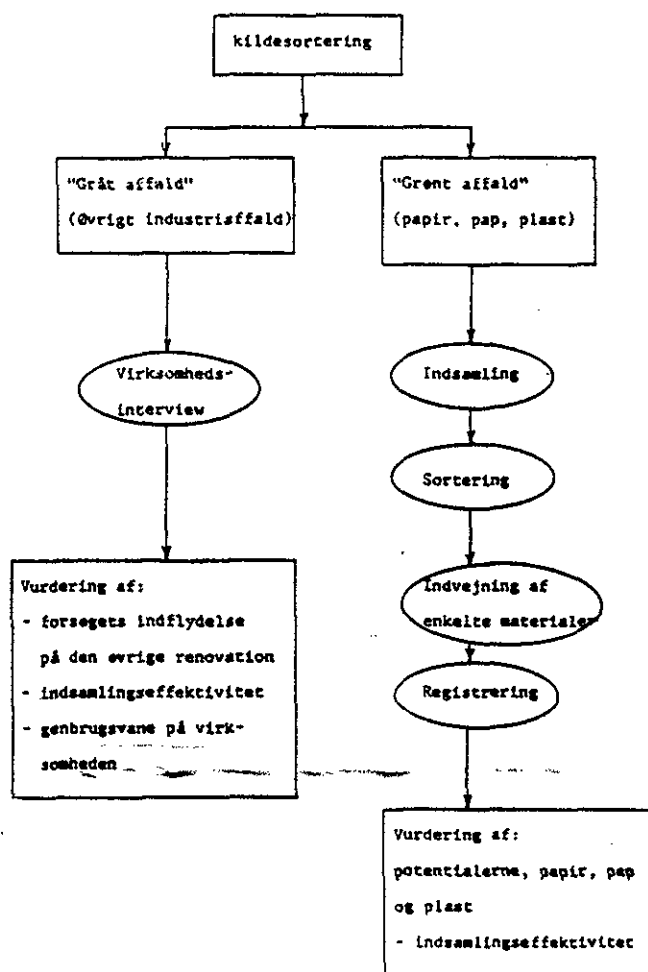 kildesortering
"Gråt affald"
(Øvrigt industriaffald)
"Grønt affald"
(papir, pap, plast)
Virksomheds-
interview
Indsamling
Sortering
Indvejning af
enkelte materialer
Registrering
Vurdering af:
- forsøgets indflydelse
på den øvrige renovation
- indsamlingseffektivitet
- genbrugsvane på virk-
somheden
Vurdering af:
potentialerne, papir, pap
og plast
- indsamlingseffektivitet